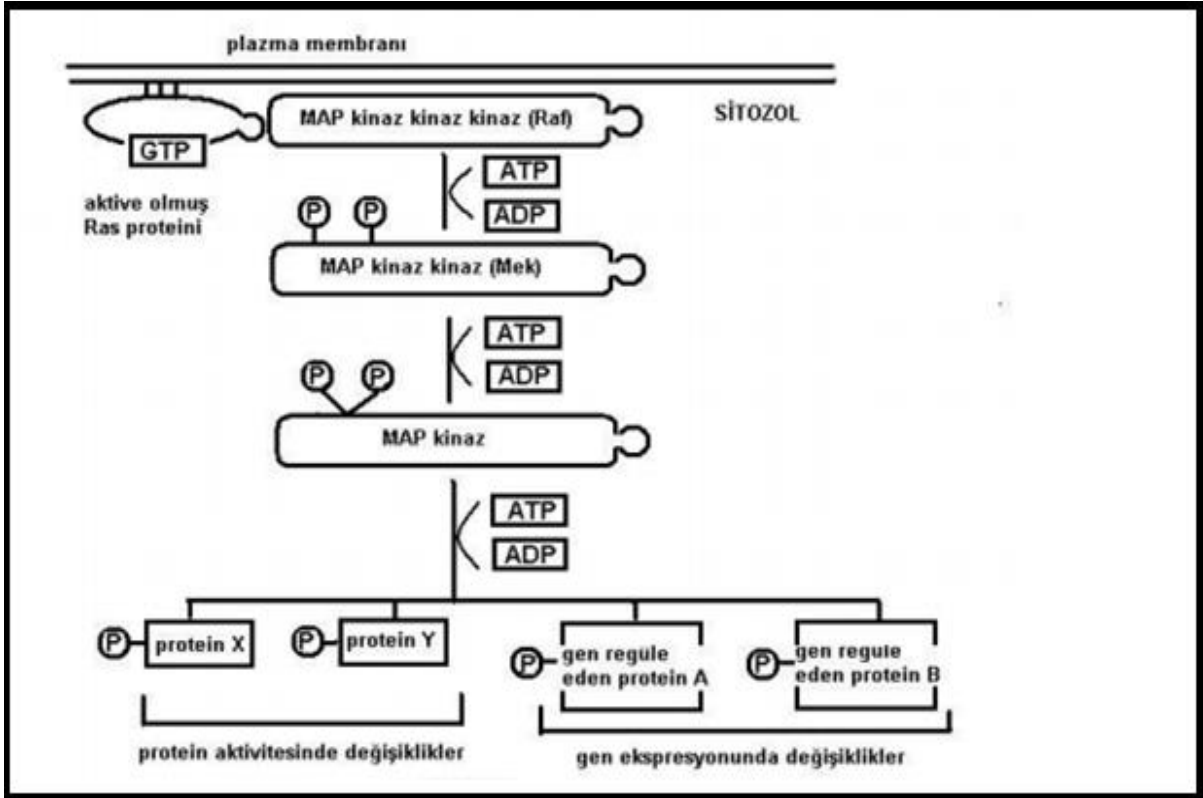 plazma membranı
MAP kinaz kinaz kinaz (Raf)
SİTOZOL
GTP
ATP
aktive olmuş
Ras proteini
P
P
ADP
MAP kinaz kinaz (Mek)
ATP
P
P
ADP
MAP kinaz
ATP
ADP
P
protein X
P
protein Y
P
gen regule
eden protein A
P
gen regule
eden protein B
protein aktivitesinde değişiklikler
gen ekspresyonunda değişiklikler